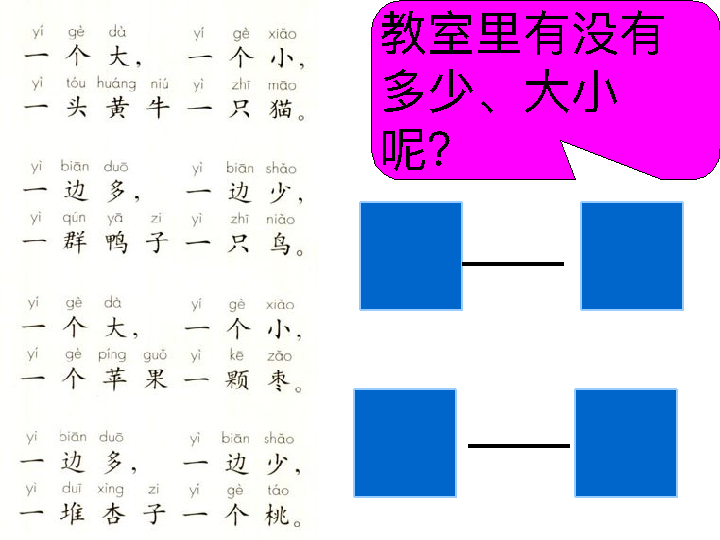 yí gè dà yí gè xiǎo
一个大，一个小，
yì tóu huáng niú yì zhī māo
一头黄牛一只猫。
yì biān duō yì biān shǎo
一边多，一边少，
yì qún yā zi yì zhī niǎo
一群鸭子一只鸟。
yí gè dà yí gè xiǎo
一个大，一个小，
yí gè píng guǒ yì kē zǎo
一个苹果一颗枣。
yì biān duō yì biān shǎo
一边多，一边少，
yì duī xìng zi yí gè táo
一堆杏子一个桃。
教室里有没有
多少、大小
呢?